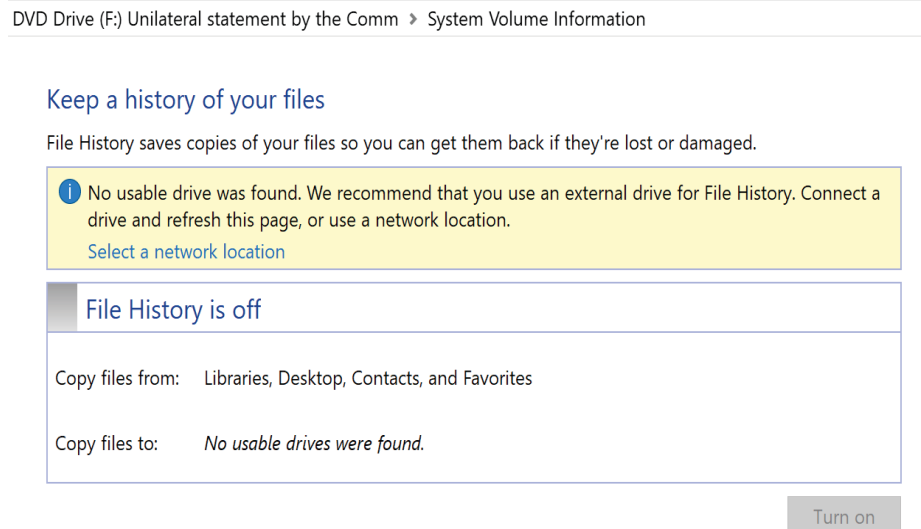 DVD Drive (F:) Unilateral statement by the Comm > System Volume Information
Keep a history of your files
File History saves copies of your files so you can get them back if they're lost or damaged.
No usable drive was found. We recommend that you use an external drive for File History. Connect a
drive and refresh this page, or use a network location.
Select a network location
File History is off
Copy files from: Libraries, Desktop, Contacts, and Favorites
Copy files to: No usable drives were found.
Turn on